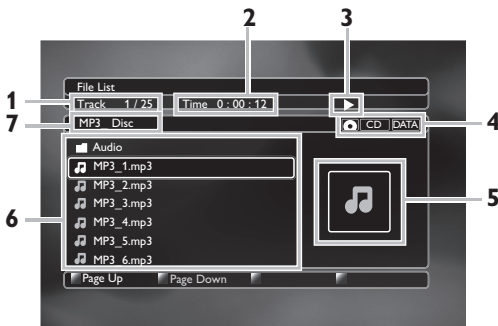 2 3
File List
1 Track 1 / 25 Time 0 : 00 : 12
7 MP3_ Disc CD DATA 4
Audio
MP3_1.mp3
MP3_2.mp3
MP3_3.mp3
6 MP3_4.mp3 5
MP3_5.mp3
MP3_6.mp3
Page Up Page Down